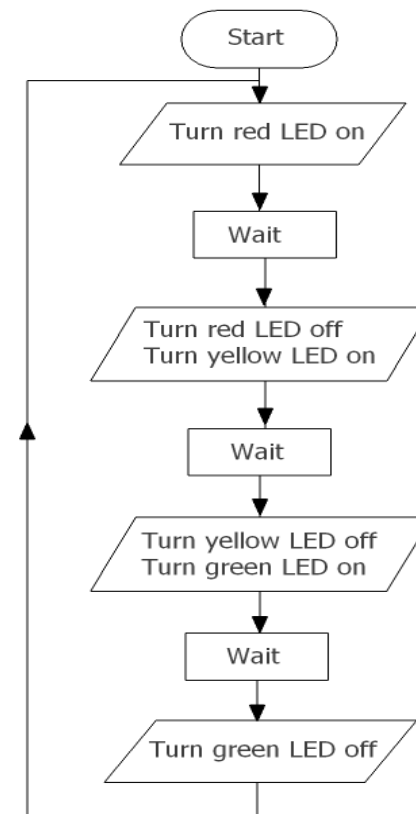 Start
Turn red LED on
Wait
Turn red LED off
Turn yellow LED on
Wait
Turn yellow LED off
Turn green LED on
Wait
Turn green LED off